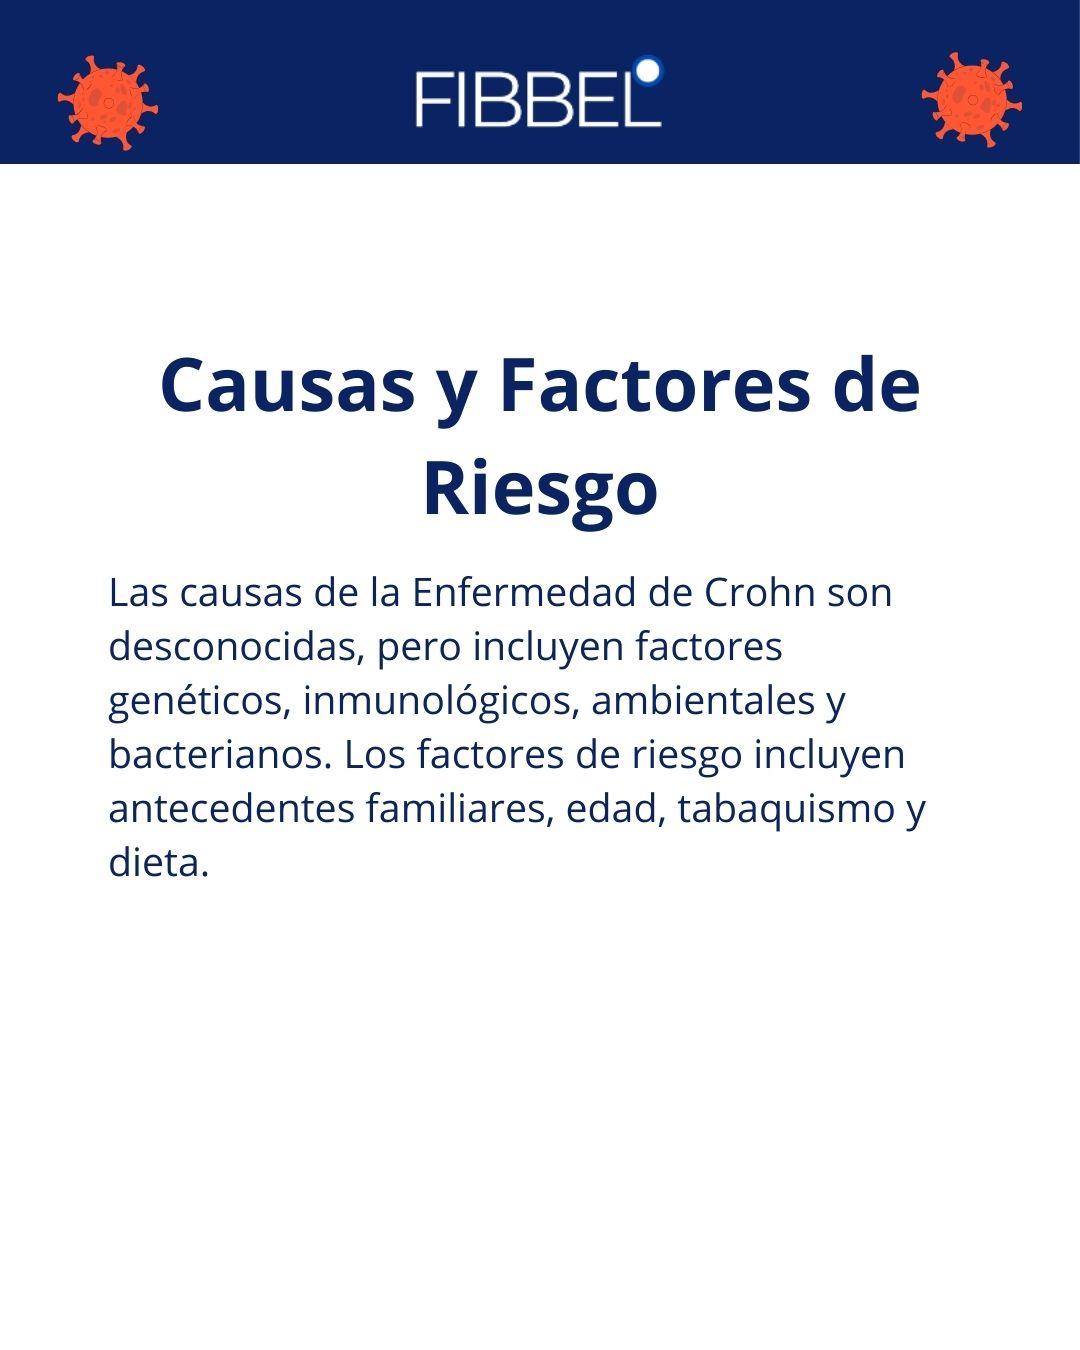 FIBBEL
Causas y Factores de
Riesgo
Las causas de la Enfermedad de Crohn son
desconocidas, pero incluyen factores
genéticos, inmunológicos, ambientales y
bacterianos. Los factores de riesgo incluyen
antecedentes familiares, edad, tabaquismo y
dieta.